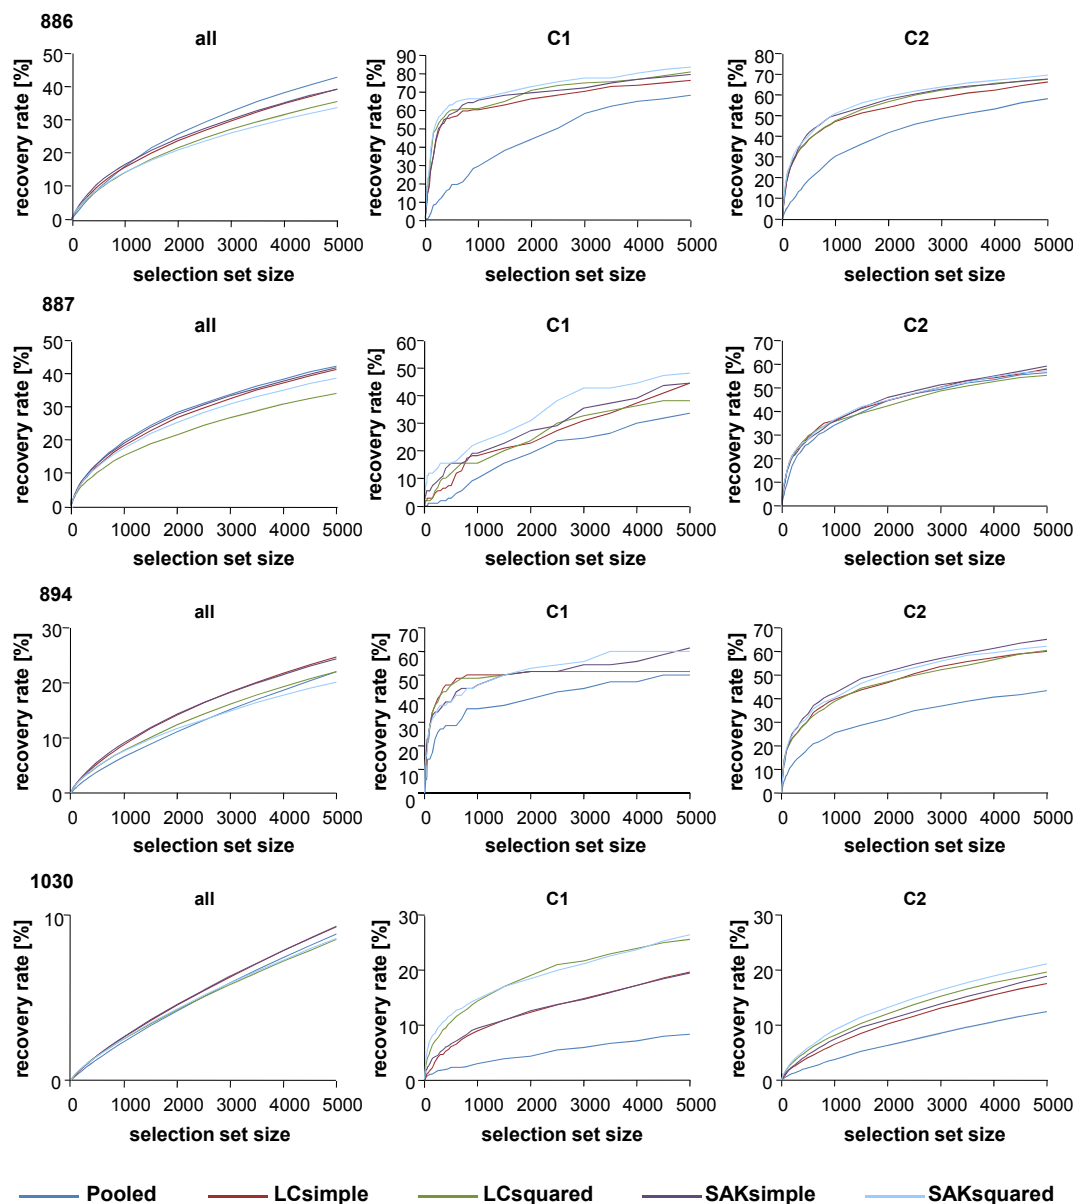 886
all
C1
C2
recovery rate [%]
50
40
30
20
10
0
0 1000 2000 3000 4000 5000
selection set size
recovery rate [%]
90
80
70
60
50
40
30
20
10
0
0 1000 2000 3000 4000 5000
selection set size
recovery rate [%]
80
70
60
50
40
30
20
10
0
0 1000 2000 3000 4000 5000
selection set size
887
all
C1
C2
recovery rate [%]
50
40
30
20
10
0
0 1000 2000 3000 4000 5000
selection set size
recovery rate [%]
60
50
40
30
20
10
0
0 1000 2000 3000 4000 5000
selection set size
recovery rate [%]
70
60
50
40
30
20
10
0
0 1000 2000 3000 4000 5000
selection set size
894
all
C1
C2
recovery rate [%]
30
20
10
0
0 1000 2000 3000 4000 5000
selection set size
recovery rate [%]
70
60
50
40
30
20
10
0
0 1000 2000 3000 4000 5000
selection set size
recovery rate [%]
70
60
50
40
30
20
10
0
0 1000 2000 3000 4000 5000
selection set size
1030
all
C1
C2
recovery rate [%]
10
0
0 1000 2000 3000 4000 5000
selection set size
recovery rate [%]
30
20
10
0
0 1000 2000 3000 4000 5000
selection set size
recovery rate [%]
30
20
10
0
0 1000 2000 3000 4000 5000
selection set size
Pooled LCsimple LCsquared SAKsimple SAKsquared